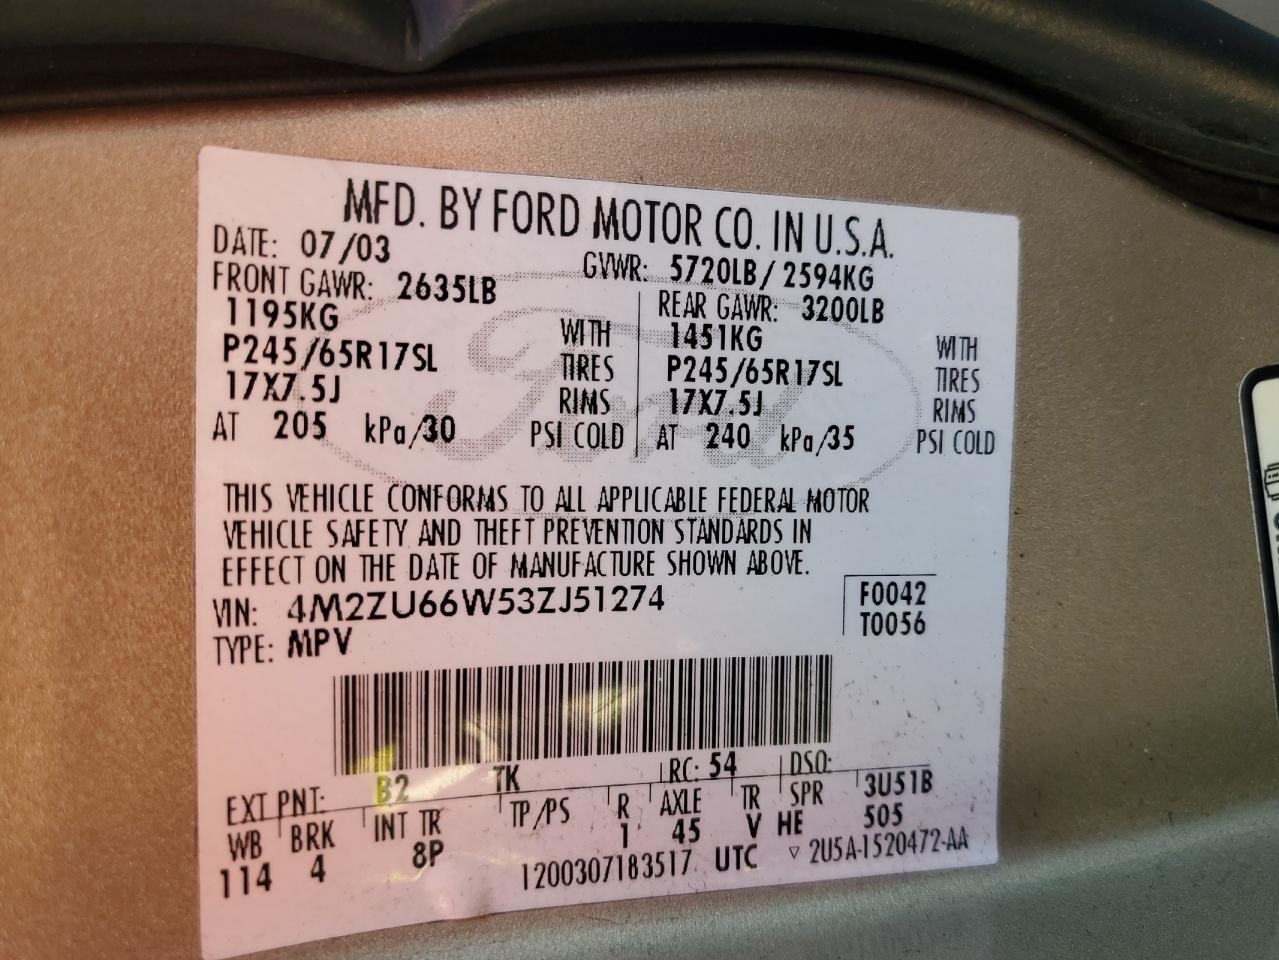 MFD. BY FORD MOTOR CO. IN U.S.A.
DATE: 07/03 GVWR: 5720LB/ 2594KG
FRONT GAWR: 2635LB REAR GAWR: 3200LB
1195KG WITH 1451KG WITH
P245/65R17SL TIRES P245/65R17SL TIRES
17X7.5J RIMS 17X7.5J RIMS
AT 205 kPa/30 PSI COLD AT 240 kPa/35 PSI COLD
Ford
THIS VEHICLE CONFORMS TO ALL APPLICABLE FEDERAL MOTOR
VEHICLE SAFETY AND THEFT PREVENTION STANDARDS IN
EFFECT ON THE DATE OF MANUFACTURE SHOWN ABOVE.
VIN: 4M2ZU66W53ZJ51274 F0042
TYPE: MPV T0056
EXT PNT: B2 TK RC: 54 DSO:
WB BRK INT TR TP/PS R AXLE TR SPR 3U51B
114 4 8P 1 45 V HE 505
1200307183517 UTC ▽ 2U5A-1520472-AA